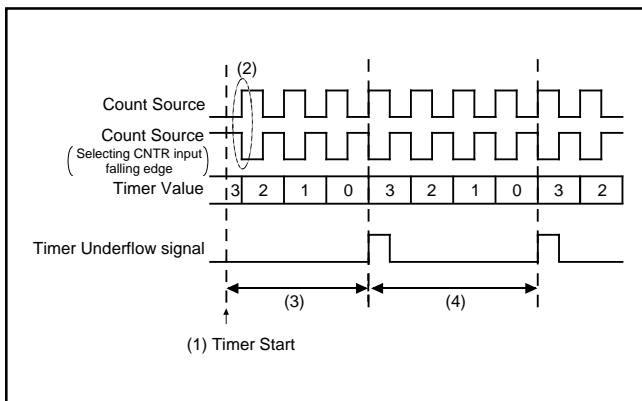 (2)
Count Source
Count Source
(Selecting CNTR input
falling edge)
Timer Value
3 2 1 0 3 2 1 0 3 2
Timer Underflow signal
(3) (4)
(1) Timer Start